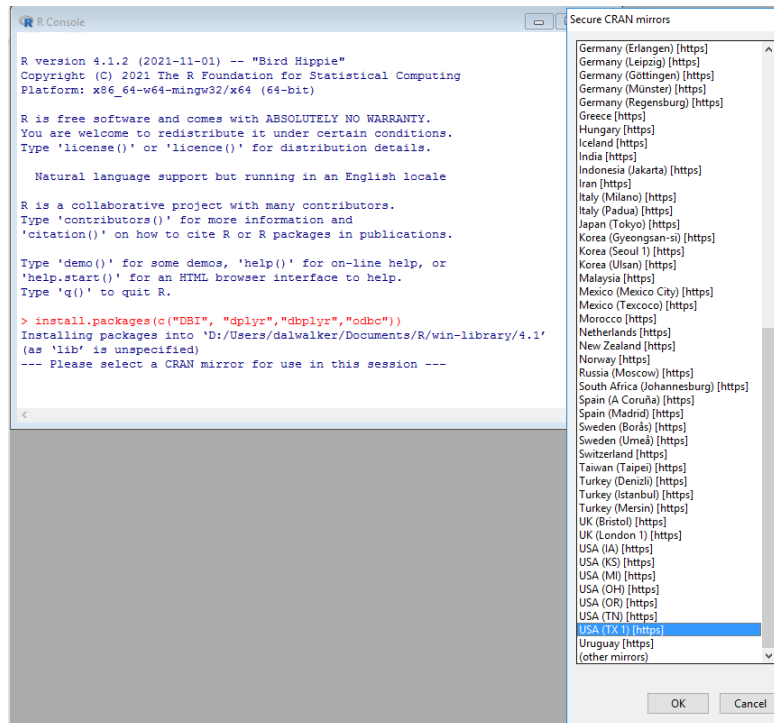 R Console
R version 4.1.2 (2021-11-01) -- "Bird Hippie"
Copyright (C) 2021 The R Foundation for Statistical Computing
Platform: x86_64-w64-mingw32/x64 (64-bit)
R is free software and comes with ABSOLUTELY NO WARRANTY.
You are welcome to redistribute it under certain conditions.
Type 'license()' or 'licence()' for distribution details.
Natural language support but running in an English locale
R is a collaborative project with many contributors.
Type 'contributors()' for more information and
'citation()' on how to cite R or R packages in publications.
Type 'demo()' for some demos, 'help()' for on-line help, or
'help.start()' for an HTML browser interface to help.
Type 'q()' to quit R.
> install.packages(c("DBI", "dplyr","dbplyr","odbc"))
Installing packages into ‘D:/Users/dalwalker/Documents/R/win-library/4.1’
(as ‘lib’ is unspecified)
--- Please select a CRAN mirror for use in this session ---
Secure CRAN mirrors
Germany (Erlangen) [https]
Germany (Leipzig) [https]
Germany (Göttingen) [https]
Germany (Münster) [https]
Germany (Regensburg) [https]
Greece [https]
Hungary [https]
Iceland [https]
India [https]
Indonesia (Jakarta) [https]
Iran [https]
Italy (Milano) [https]
Italy (Padua) [https]
Japan (Tokyo) [https]
Korea (Gyeongsan-si) [https]
Korea (Seoul 1) [https]
Korea (Ulsan) [https]
Malaysia [https]
Mexico (Mexico City) [https]
Mexico (Texcoco) [https]
Morocco [https]
Netherlands [https]
New Zealand [https]
Norway [https]
Russia (Moscow) [https]
South Africa (Johannesburg) [https]
Spain (A Coruña) [https]
Spain (Madrid) [https]
Sweden (Borås) [https]
Sweden (Umeå) [https]
Switzerland [https]
Taiwan (Taipei) [https]
Turkey (Denizli) [https]
Turkey (Istanbul) [https]
Turkey (Mersin) [https]
UK (Bristol) [https]
UK (London 1) [https]
USA (IA) [https]
USA (KS) [https]
USA (MI) [https]
USA (OH) [https]
USA (OR) [https]
USA (TN) [https]
USA (TX 1) [https]
Uruguay [https]
(other mirrors)
OK
Cancel